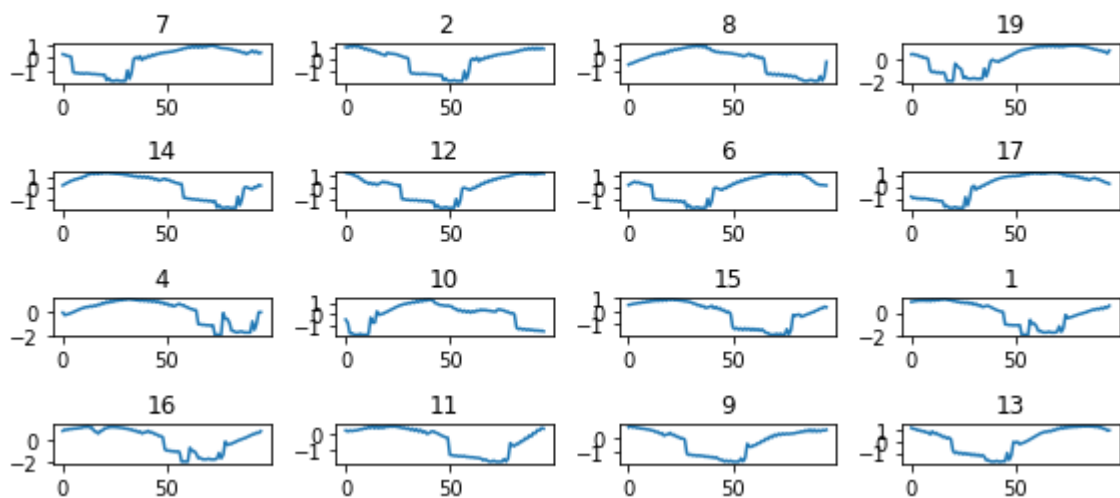 7 2 8 19
1 1 1
0 0 0 0
-1 -1 -1 -2
0 50 0 50 0 50 0 50
14 12 6 17
1 1 1 1
0 0 0 0
-1 -1 -1 -1
0 50 0 50 0 50 0 50
4 10 15 1
0 1 1 0
0 0
-2 -1 -1 -2
0 50 0 50 0 50 0 50
16 11 9 13
0 0 0 1
0
-2 -1 -1 -1
0 50 0 50 0 50 0 50